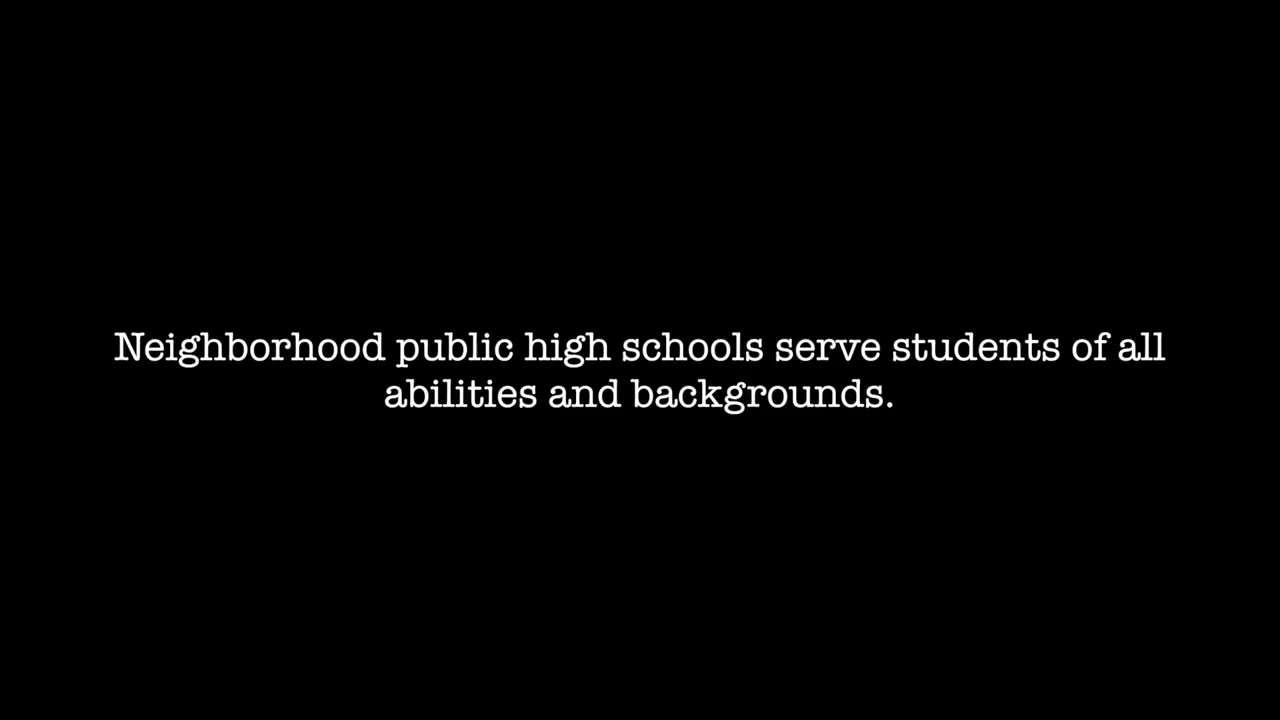 Neighborhood public high schools serve students of all
abilities and backgrounds.